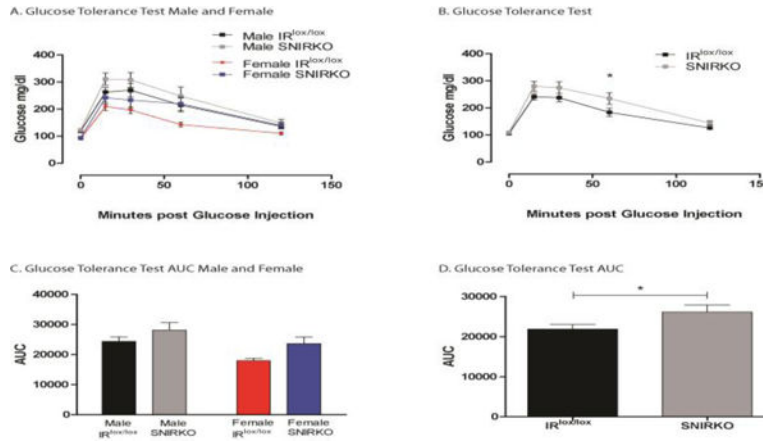 A. Glucose Tolerance Test Male and Female
Male IRlox/lox
Male SNIRKO
Female IRlox/lox
Female SNIRKO
Glucose mg/dl
400
300
200
100
0
0
50
100
150
Minutes post Glucose Injection
B. Glucose Tolerance Test
IRlox/lox
SNIRKO
*
Glucose mg/dl
400
300
200
100
0
0
50
100
150
Minutes post Glucose Injection
C. Glucose Tolerance Test AUC Male and Female
AUC
40000
30000
20000
10000
0
Male
IRlox/lox
Male
SNIRKO
Female
IRlox/lox
Female
SNIRKO
D. Glucose Tolerance Test AUC
*
AUC
30000
20000
10000
0
IRlox/lox
SNIRKO